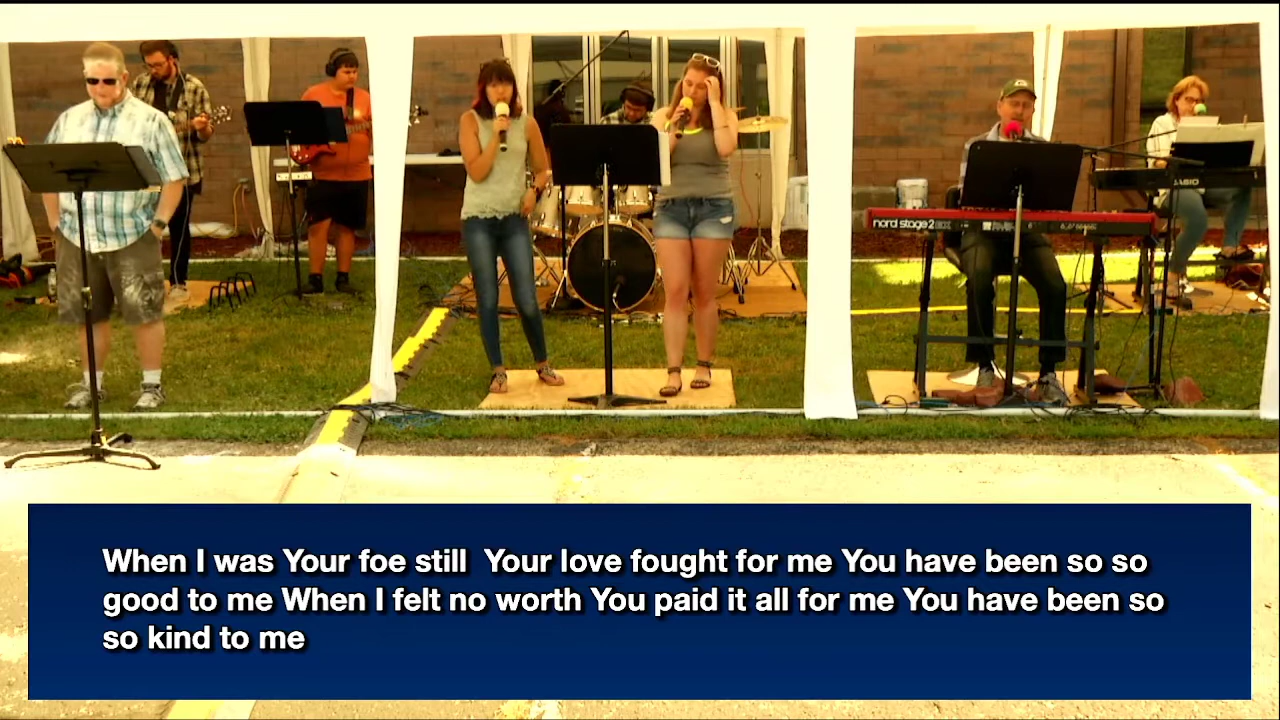 nord stage 2 EX
CASIO
When I was Your foe still  Your love fought for me You have been so so
good to me When I felt no worth You paid it all for me You have been so
so kind to me